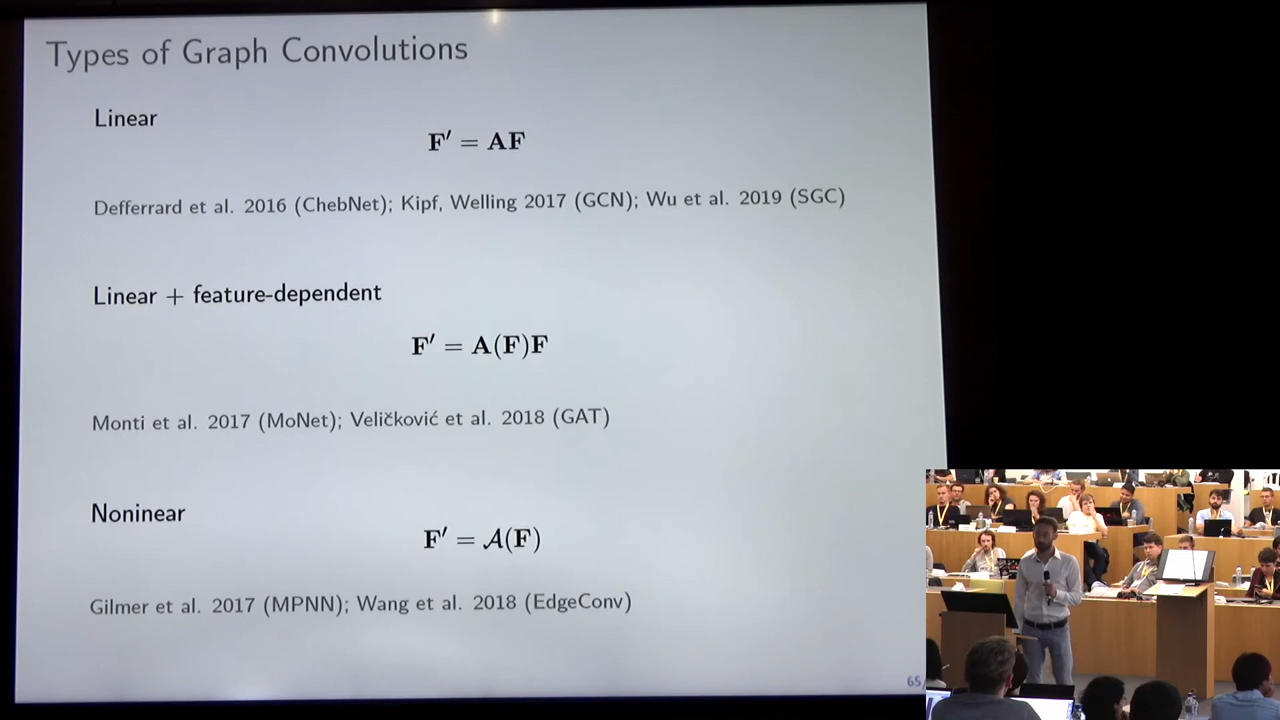 Types of Graph Convolutions
Linear
F′ = AF
Defferrard et al. 2016 (ChebNet); Kipf, Welling 2017 (GCN); Wu et al. 2019 (SGC)
Linear + feature-dependent
F′ = A(F)F
Monti et al. 2017 (MoNet); Veličković et al. 2018 (GAT)
Noninear
F′ = 𝒜(F)
Gilmer et al. 2017 (MPNN); Wang et al. 2018 (EdgeConv)
65